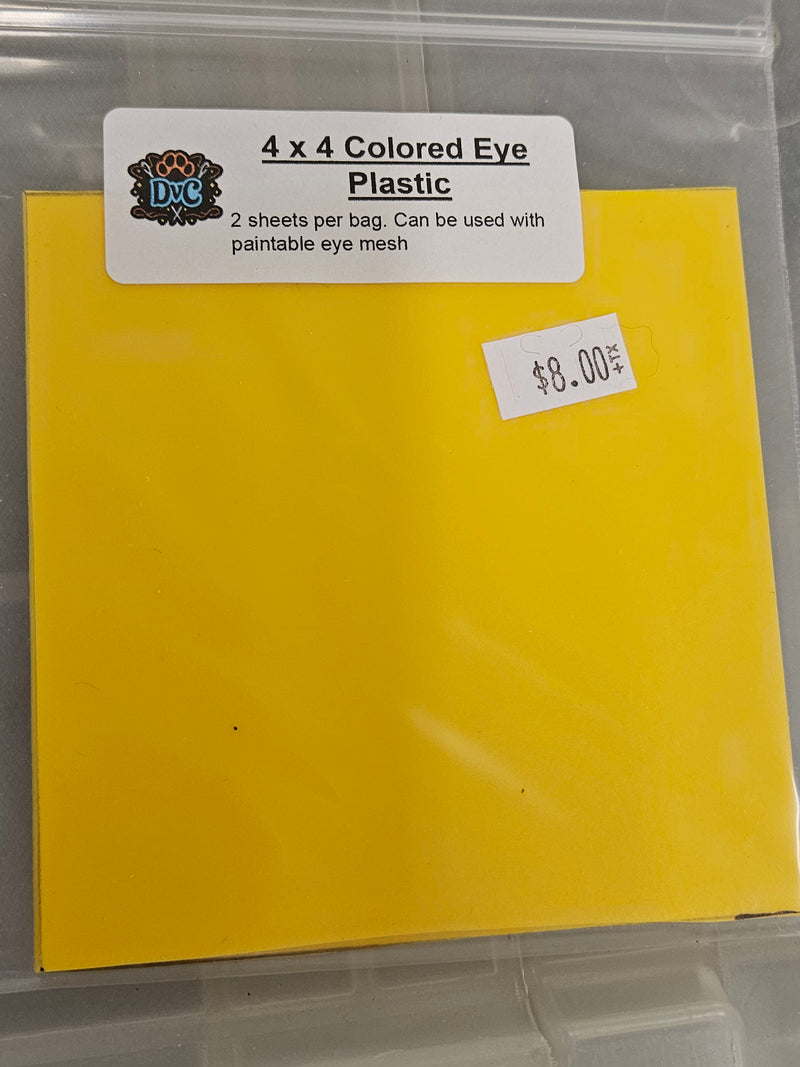 4 x 4 Colored Eye
Plastic
DvC
2 sheets per bag. Can be used with
paintable eye mesh
$8.00+TX